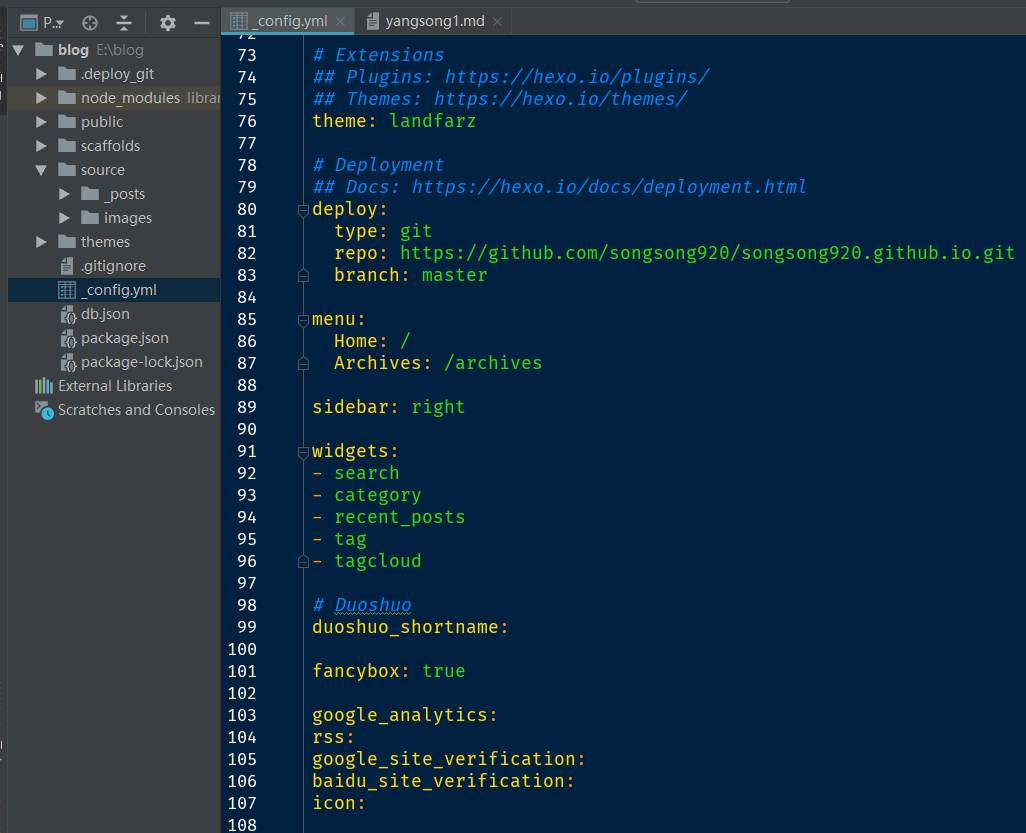 P..
_config.yml
yangsong1.md
blog E:\blog
.deploy_git
node_modules librar
public
scaffolds
source
_posts
images
themes
.gitignore
_config.yml
db.json
package.json
package-lock.json
External Libraries
Scratches and Consoles
72
73 # Extensions
74 ## Plugins: https://hexo.io/plugins/
75 ## Themes: https://hexo.io/themes/
76 theme: landfarz
77
78 # Deployment
79 ## Docs: https://hexo.io/docs/deployment.html
80 deploy:
81 type: git
82 repo: https://github.com/songsong920/songsong920.github.io.git
83 branch: master
84
85 menu:
86 Home: /
87 Archives: /archives
88
89 sidebar: right
90
91 widgets:
92 - search
93 - category
94 - recent_posts
95 - tag
96 - tagcloud
97
98 # Duoshuo
99 duoshuo_shortname:
100
101 fancybox: true
102
103 google_analytics:
104 rss:
105 google_site_verification:
106 baidu_site_verification:
107 icon:
108